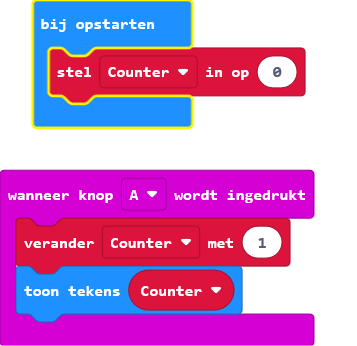 bij opstarten
stel Counter in op 0
wanneer knop A wordt ingedrukt
verander Counter met 1
toon tekens Counter